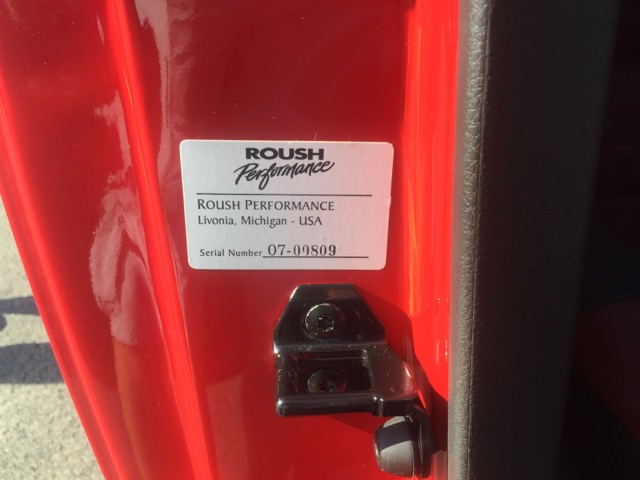 ROUSH
Performance
ROUSH PERFORMANCE
Livonia, Michigan - USA
Serial Number 07-00809